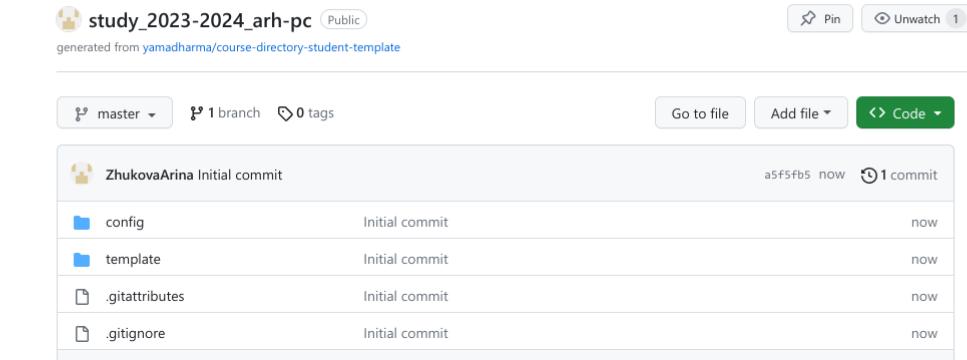 study_2023-2024_arh-pc Public Pin Unwatch 1
generated from yamadharma/course-directory-student-template
master 1 branch 0 tags Go to file Add file Code
ZhukovaArina Initial commit a5f5fb5 now 1 commit
config Initial commit now
template Initial commit now
.gitattributes Initial commit now
.gitignore Initial commit now